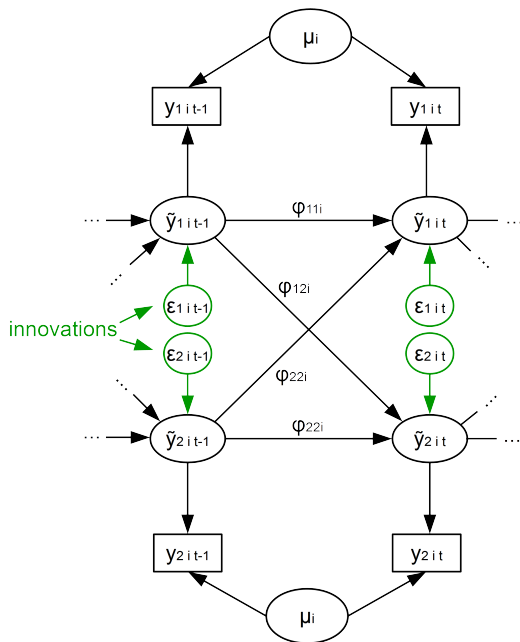 μi
y1 i t-1 y1 i t
φ11i
... ỹ1 i t-1 ỹ1 i t ...
... ...
φ12i
ε1 i t-1 ε1 i t
innovations
ε2 i t-1 ε2 i t
φ22i
... ...
φ22i
... ỹ2 i t-1 ỹ2 i t ...
y2 i t-1 y2 i t
μi